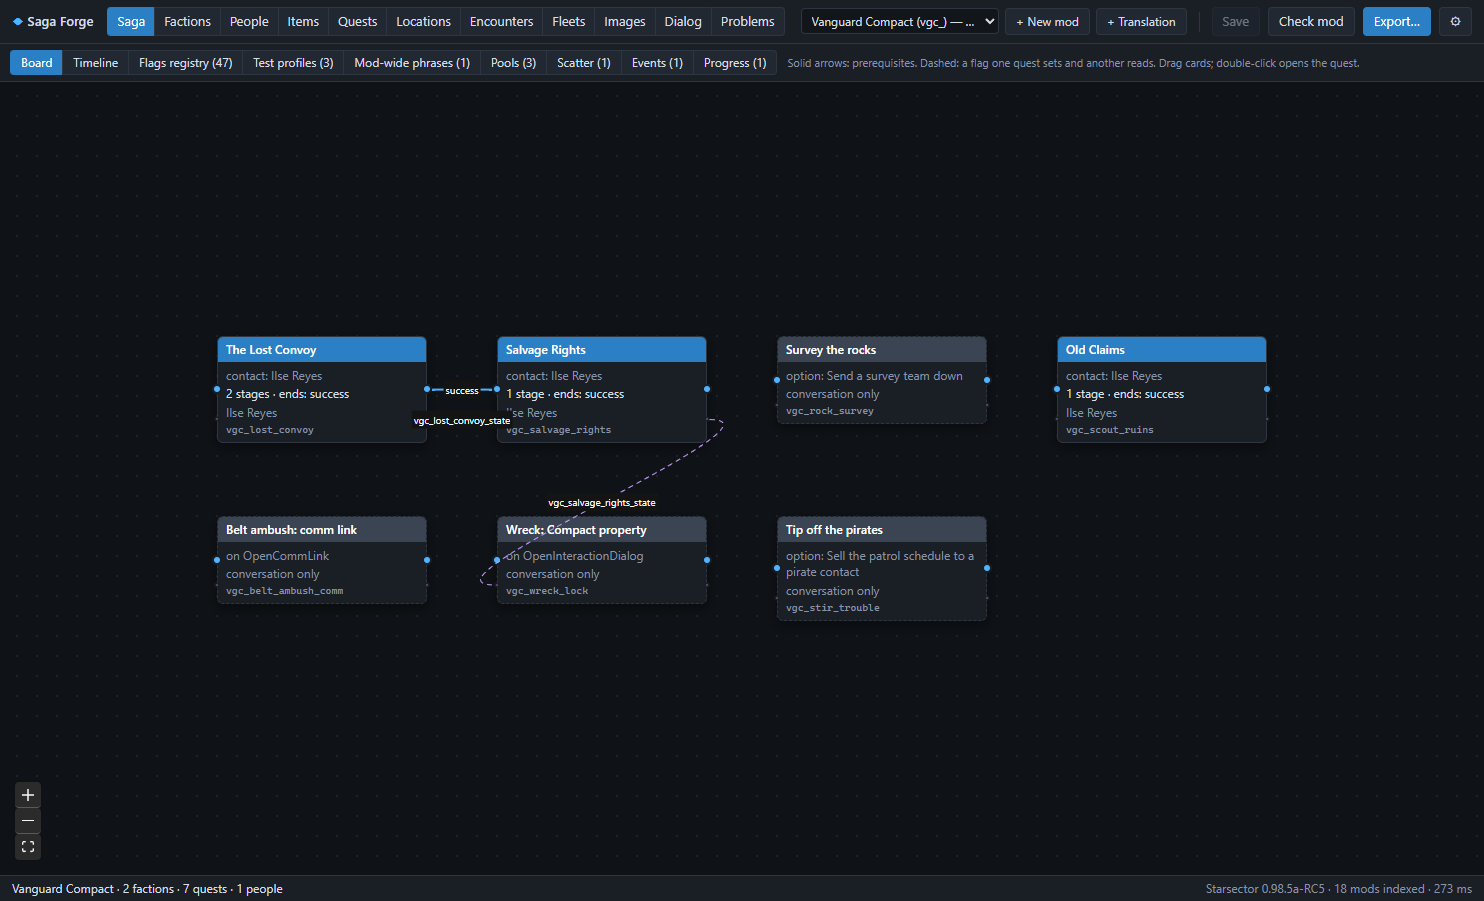 Saga Forge Saga Factions People Items Quests Locations Encounters Fleets Images Dialog Problems Vanguard Compact (vgc_) — ... + New mod + Translation Save Check mod Export...
Board Timeline Flags registry (47) Test profiles (3) Mod-wide phrases (1) Pools (3) Scatter (1) Events (1) Progress (1) Solid arrows: prerequisites. Dashed: a flag one quest sets and another reads. Drag cards; double-click opens the quest.
The Lost Convoy
contact: Ilse Reyes
2 stages · ends: success
Ilse Reyes
vgc_lost_convoy
success
vgc_lost_convoy_state
Salvage Rights
contact: Ilse Reyes
1 stage · ends: success
Ilse Reyes
vgc_salvage_rights
Survey the rocks
option: Send a survey team down
conversation only
vgc_rock_survey
Old Claims
contact: Ilse Reyes
1 stage · ends: success
Ilse Reyes
vgc_scout_ruins
vgc_salvage_rights_state
Belt ambush: comm link
on OpenCommLink
conversation only
vgc_belt_ambush_comm
Wreck: Compact property
on OpenInteractionDialog
conversation only
vgc_wreck_lock
Tip off the pirates
option: Sell the patrol schedule to a
pirate contact
conversation only
vgc_stir_trouble
Vanguard Compact · 2 factions · 7 quests · 1 people
Starsector 0.98.5a-RC5 · 18 mods indexed · 273 ms